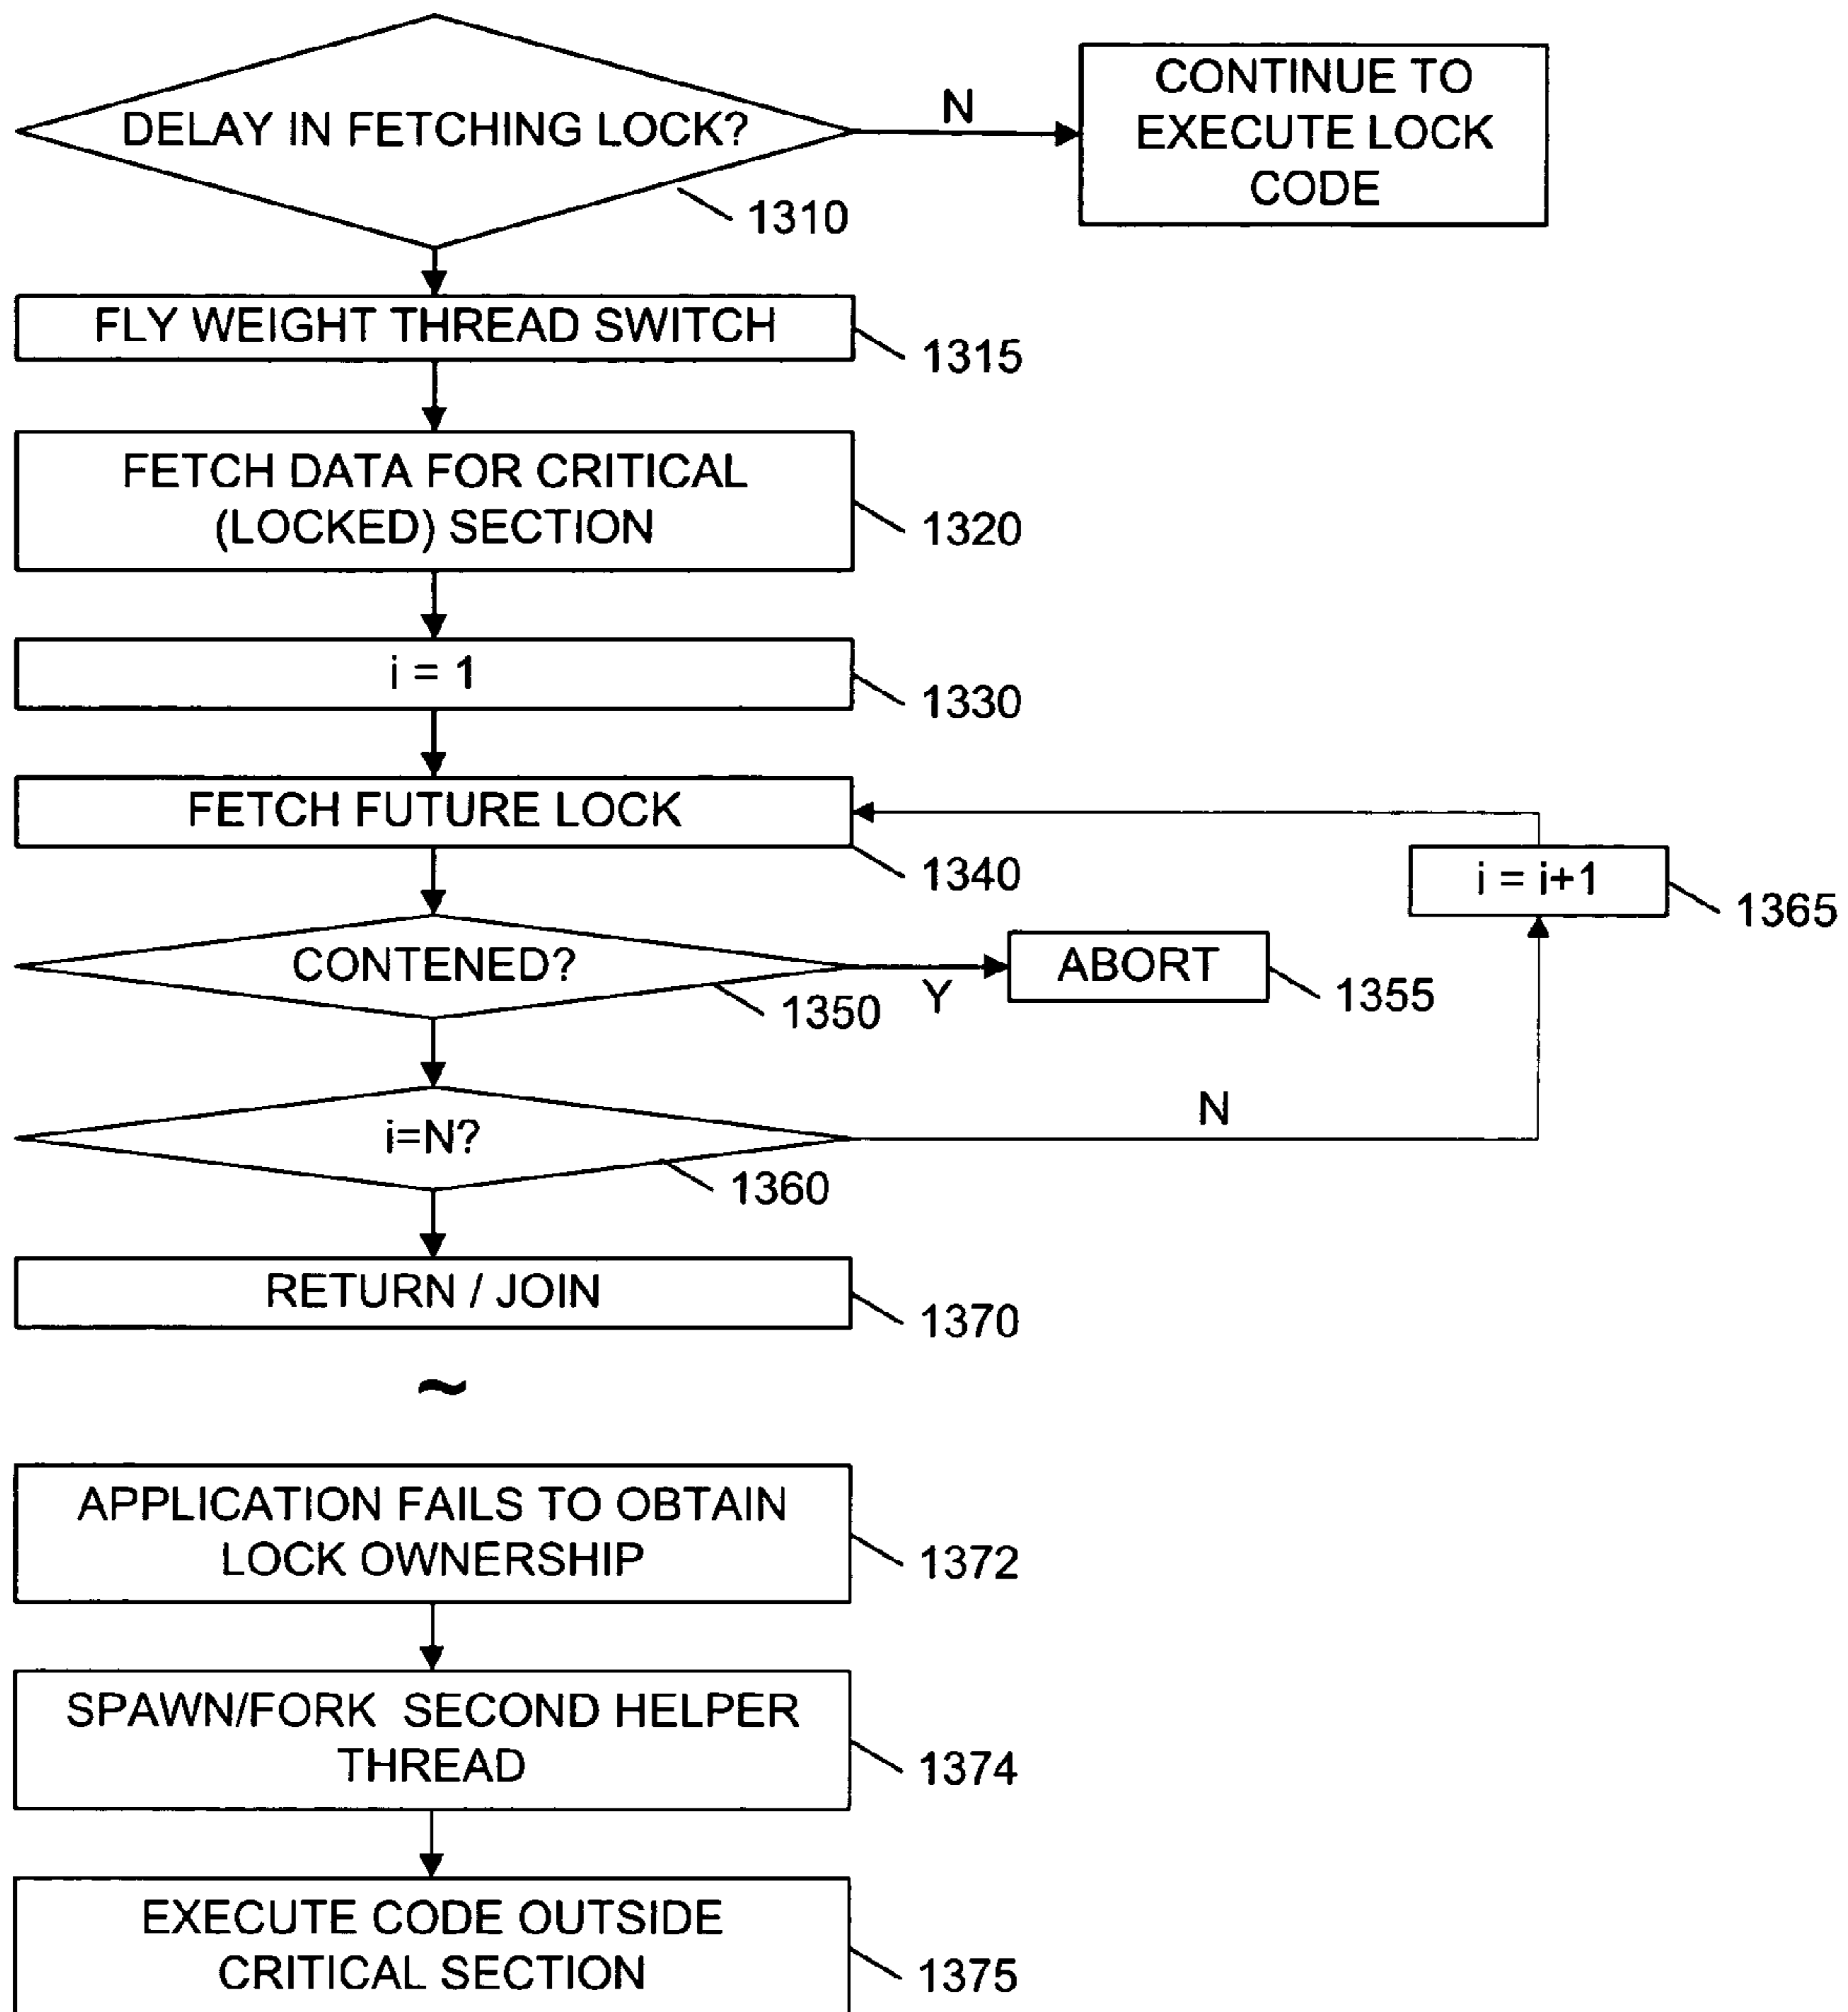 DELAY IN FETCHING LOCK?
N
CONTINUE TO
EXECUTE LOCK
CODE
1310
FLY WEIGHT THREAD SWITCH
1315
FETCH DATA FOR CRITICAL
(LOCKED) SECTION
1320
i = 1
1330
FETCH FUTURE LOCK
1340
i = i+1
1365
CONTENED?
1350
Y
ABORT
1355
i=N?
N
1360
RETURN / JOIN
1370
~
APPLICATION FAILS TO OBTAIN
LOCK OWNERSHIP
1372
SPAWN/FORK SECOND HELPER
THREAD
1374
EXECUTE CODE OUTSIDE
CRITICAL SECTION
1375